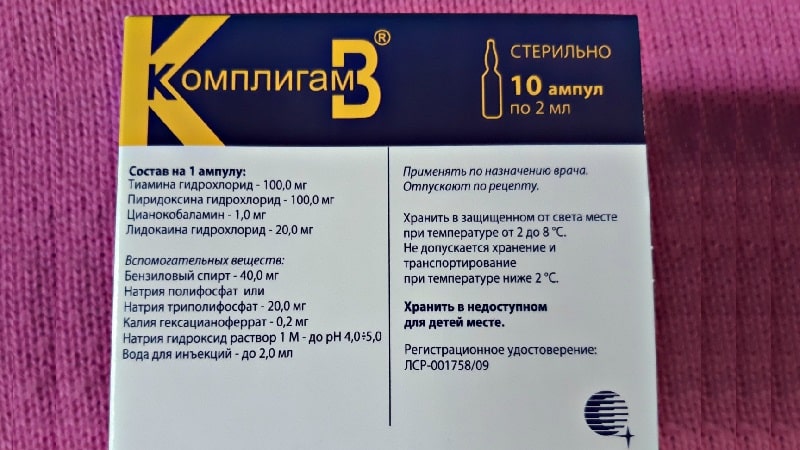 Комплигам В®
СТЕРИЛЬНО
10 ампул
по 2 мл
Состав на 1 ампулу:
Тиамина гидрохлорид - 100,0 мг
Пиридоксина гидрохлорид - 100,0 мг
Цианокобаламин - 1,0 мг
Лидокаина гидрохлорид - 20,0 мг
Вспомогательных веществ:
Бензиловый спирт - 40,0 мг
Натрия полифосфат или
Натрия триполифосфат - 20,0 мг
Калия гексацианоферрат - 0,2 мг
Натрия гидроксид раствор 1 М - до pH 4,0÷5,0
Вода для инъекций - до 2,0 мл
Применять по назначению врача.
Отпускают по рецепту.
Хранить в защищенном от света месте
при температуре от 2 до 8 °С.
Не допускается хранение и
транспортирование
при температуре ниже 2 °С.
Хранить в недоступном
для детей месте.
Регистрационное удостоверение:
ЛСР-001758/09